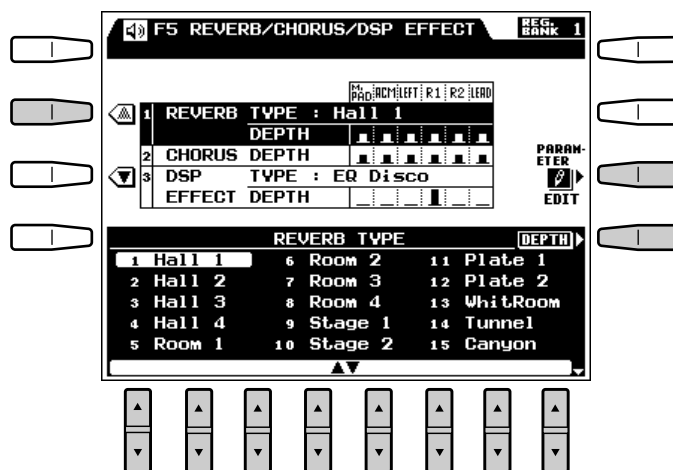 F5 REVERB/CHORUS/DSP EFFECT REG. BANK 1
M. PAD ACM LEFT R1 R2 LEAD
1 REVERB TYPE : Hall 1
DEPTH
2 CHORUS DEPTH
3 DSP TYPE : EQ Disco
EFFECT DEPTH
PARAM-
ETER
EDIT
REVERB TYPE DEPTH
1 Hall 1 6 Room 2 11 Plate 1
2 Hall 2 7 Room 3 12 Plate 2
3 Hall 3 8 Room 4 13 WhitRoom
4 Hall 4 9 Stage 1 14 Tunnel
5 Room 1 10 Stage 2 15 Canyon